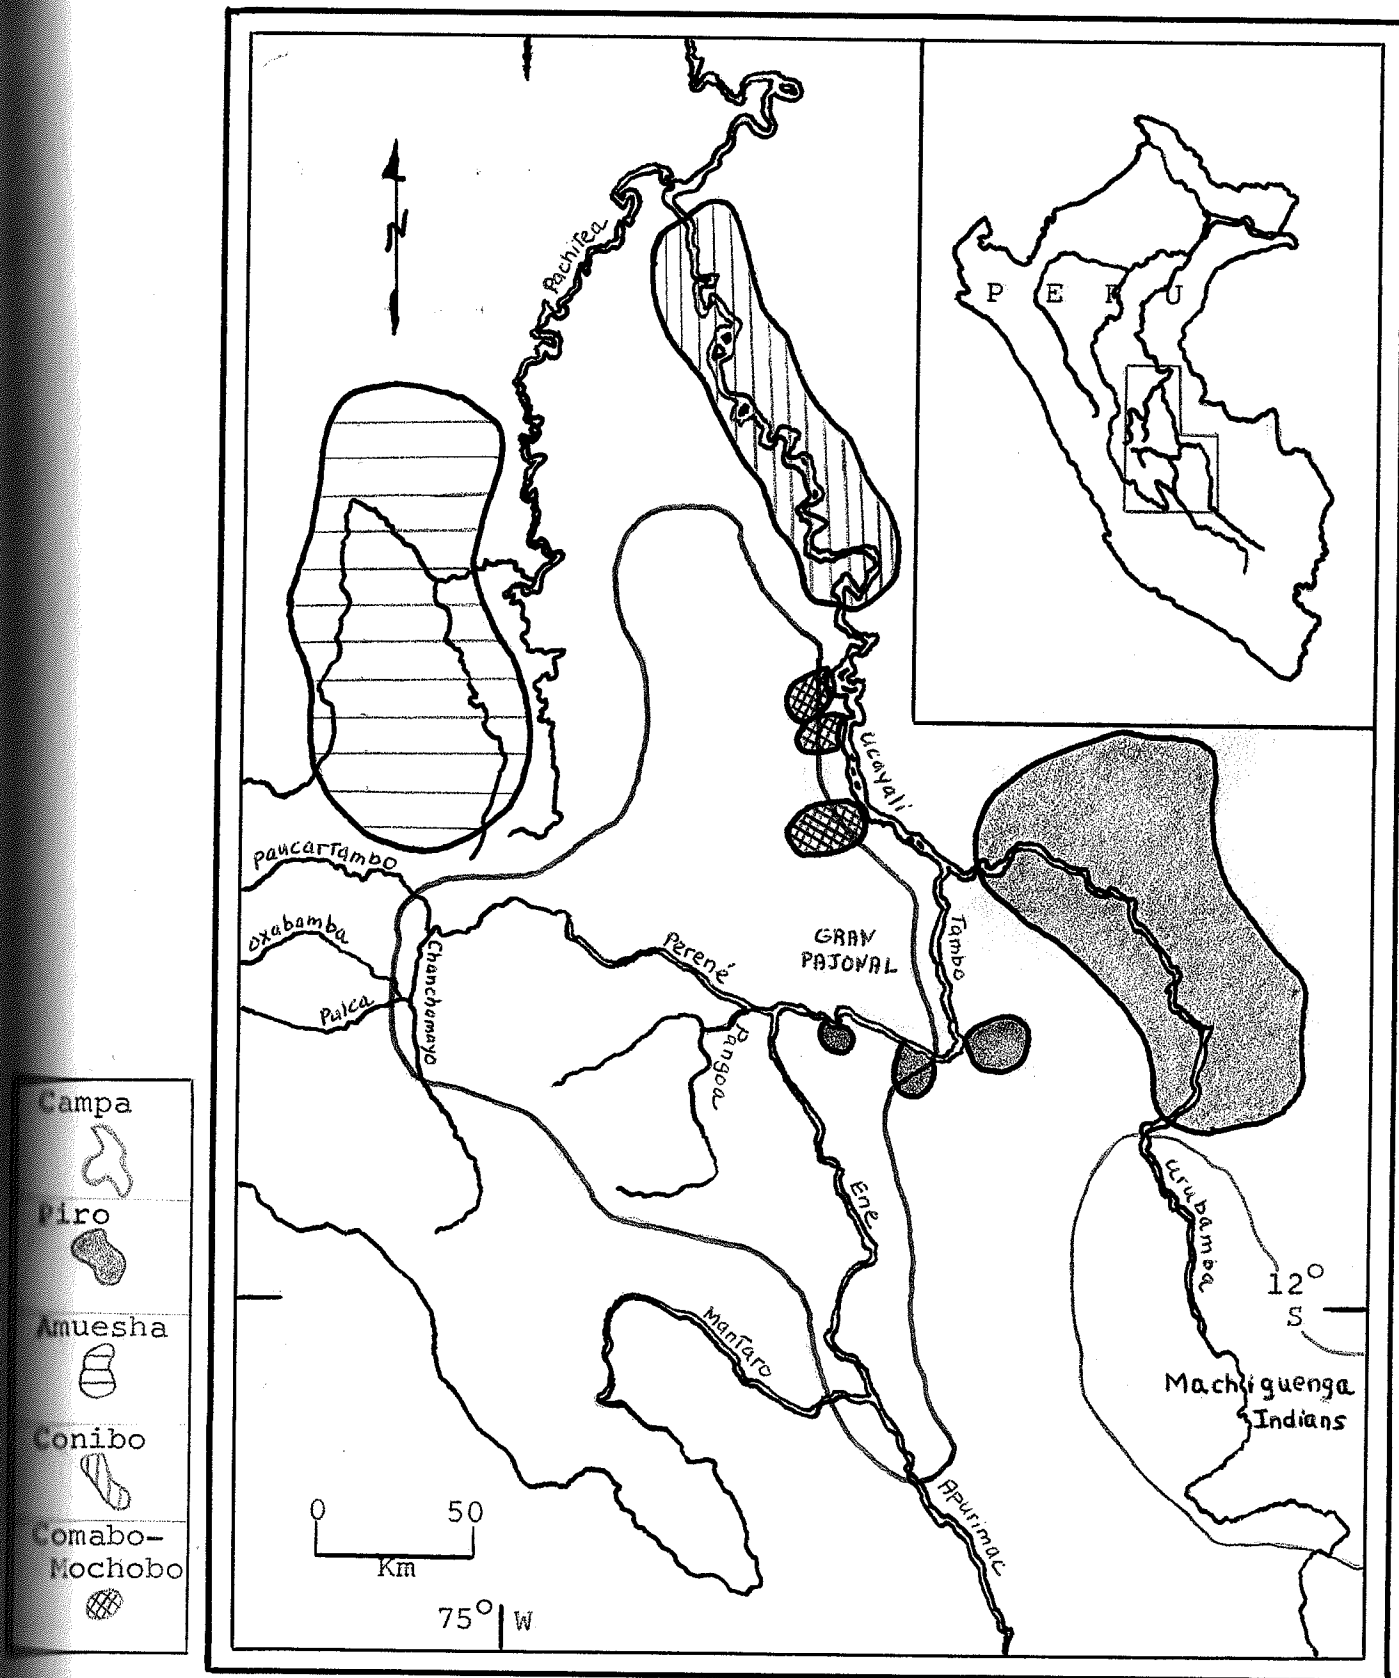 N
Pachitea
P E R U
Ucayali
Paucartambo
Oxabamba
Pulca
Chanchamayo
Perené
GRAN
PAJONAL
Tambo
Pangoa
Ene
Urubamba
12°
S
Mantaro
Machiguenga
Indians
Apurimac
0 50
Km
75° W
Campa
Piro
Amuesha
Conibo
Comabo-
Mochobo